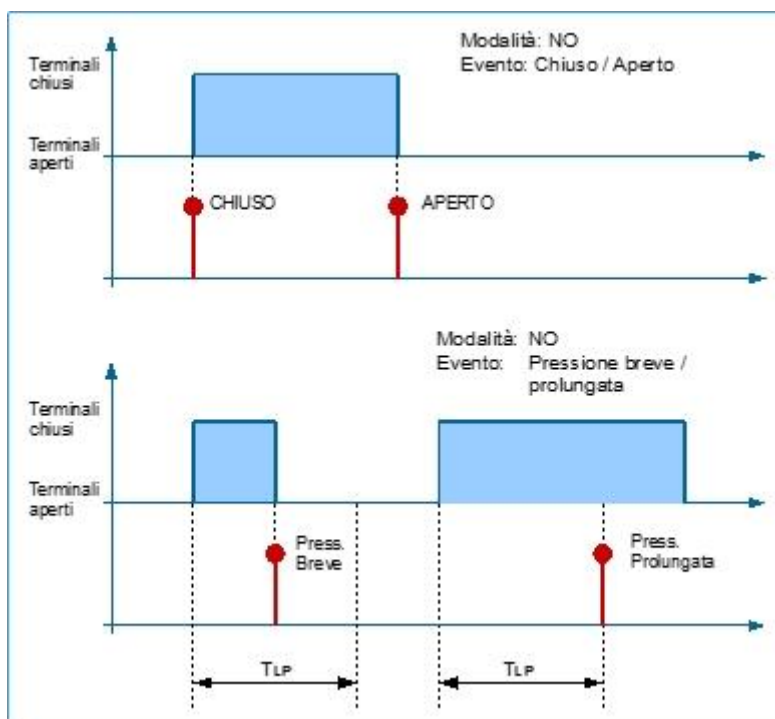 Modalità: NO
Evento: Chiuso / Aperto
Terminali
chiusi
Terminali
aperti
CHIUSO
APERTO
Modalità: NO
Evento: Pressione breve /
prolungata
Terminali
chiusi
Terminali
aperti
Press.
Breve
Press.
Prolungata
TLP
TLP